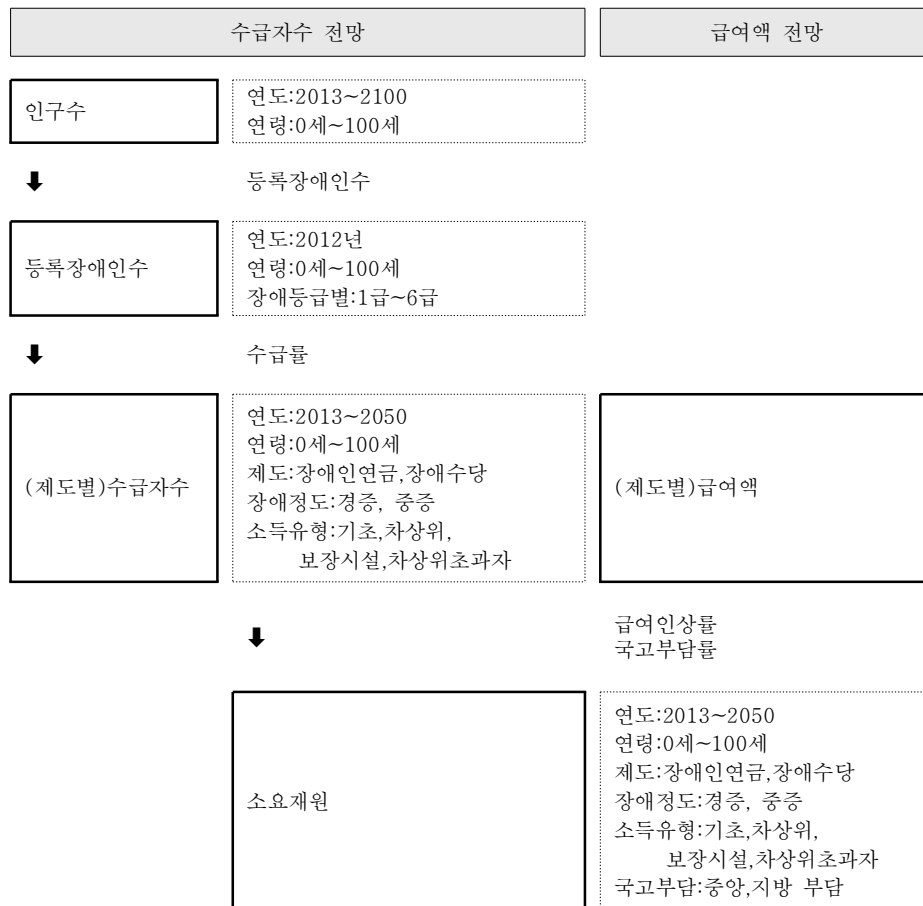 수급자수 전망
급여액 전망
인구수
연도:2013~2100
연령:0세~100세
등록장애인수
등록장애인수
연도:2012년
연령:0세~100세
장애등급별:1급~6급
수급률
(제도별)수급자수
연도:2013~2050
연령:0세~100세
제도:장애인연금,장애수당
장애정도:경증, 중증
소득유형:기초,차상위,
보장시설,차상위초과자
(제도별)급여액
급여인상률
국고부담률
소요재원
연도:2013~2050
연령:0세~100세
제도:장애인연금,장애수당
장애정도:경증, 중증
소득유형:기초,차상위,
보장시설,차상위초과자
국고부담:중앙,지방 부담